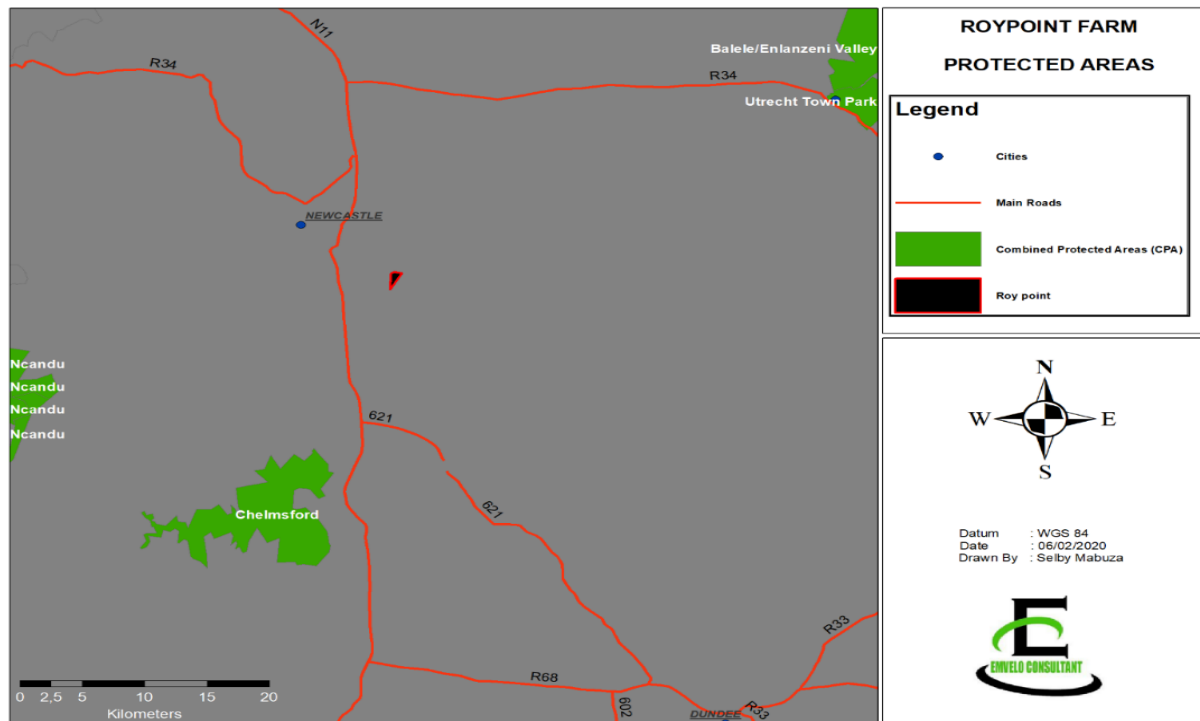 N11
R34
R34
Balele/Enlanzeni Valley
Utrecht Town Park
NEWCASTLE
Ncandu
Ncandu
Ncandu
Ncandu
621
Chelmsford
621
R33
R68
602
DUNDEE
R33
0 2,5 5 10 15 20
Kilometers
ROYPOINT FARM
PROTECTED AREAS
Legend
Cities
Main Roads
Combined Protected Areas (CPA)
Roy point
N
W E
S
Datum : WGS 84
Date : 06/02/2020
Drawn By : Selby Mabuza
E
EMVELO CONSULTANT